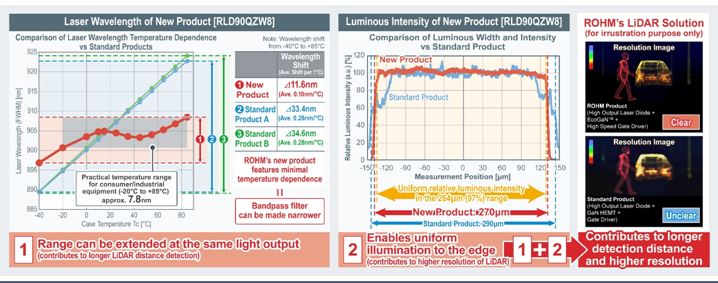 Laser Wavelength of New Product [RLD90QZW8]
Comparison of Laser Wavelength Temperature Dependence
vs Standard Products
Note: Wavelength shift
from -40°C to +85°C
Laser Wavelength (FWHM) [nm]
925
920
915
910
905
900
895
890
885
-40
-20
0
20
40
60
80
Case Temperature Tc [°C]
Practical temperature range
for consumer/industrial
equipment (-20°C to +85°C)
approx. 7.8nm
1
2
3
Wavelength
Shift
(Ave. Shift per 1°C)
1 New
Product
⊿11.6nm
(Ave. 0.10nm/°C)
2 Standard
Product A
⊿33.4nm
(Ave. 0.26nm/°C)
3 Standard
Product B
⊿34.6nm
(Ave. 0.28nm/°C)
ROHM's new product
features minimal
temperature dependence
Bandpass filter
can be made narrower
1 Range can be extended at the same light output
(contributes to longer LiDAR distance detection)
Luminous Intensity of New Product [RLD90QZW8]
Comparison of Luminous Width and Intensity
vs Standard Product
Relative Luminous Intensity (a.u.) [%]
120
100
80
60
40
20
0
New Product
Standard Product
-150
-120
-90
-60
-30
0
30
60
90
120
150
Measurement Position [μm]
Uniform relative luminous intensity
in the 264μm (97%) range
New Product:-270μm
Standard Product:-290μm
2 Enables uniform
illumination to the edge
(contributes to higher resolution of LiDAR)
1 + 2
ROHM's LiDAR Solution
(for irrustration purpose only)
Resolution Image
ROHM Product
(High Output Laser Diode +
EcoGaN™ +
High Speed Gate Driver)
Clear
Resolution Image
Standard Product
(High Output Laser Diode +
GaN HEMT +
Gate Driver)
Unclear
Contributes to longer
detection distance
and higher resolution